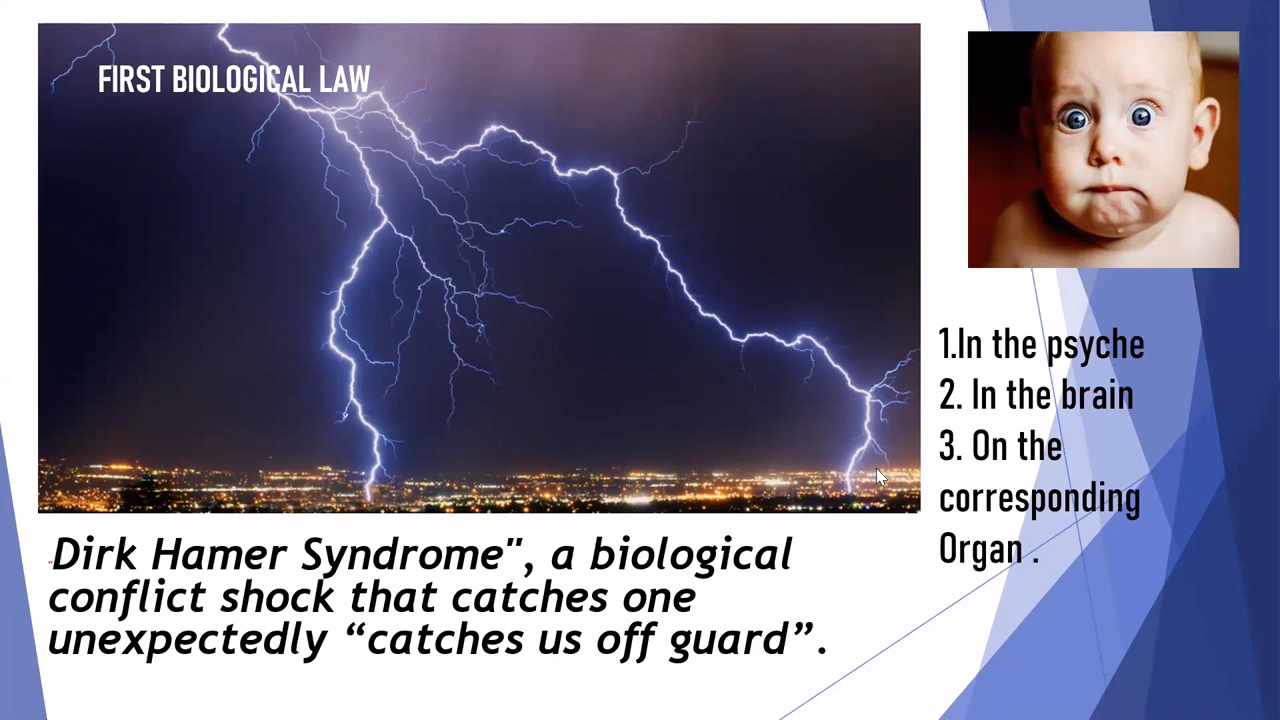 FIRST BIOLOGICAL LAW
1.In the psyche
2. In the brain
3. On the
corresponding
Organ .
"Dirk Hamer Syndrome", a biological
conflict shock that catches one
unexpectedly “catches us off guard”.